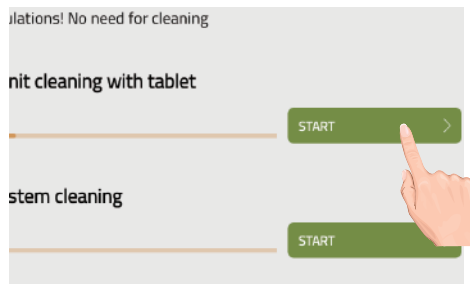 ulations! No need for cleaning
nit cleaning with tablet
START
stem cleaning
START